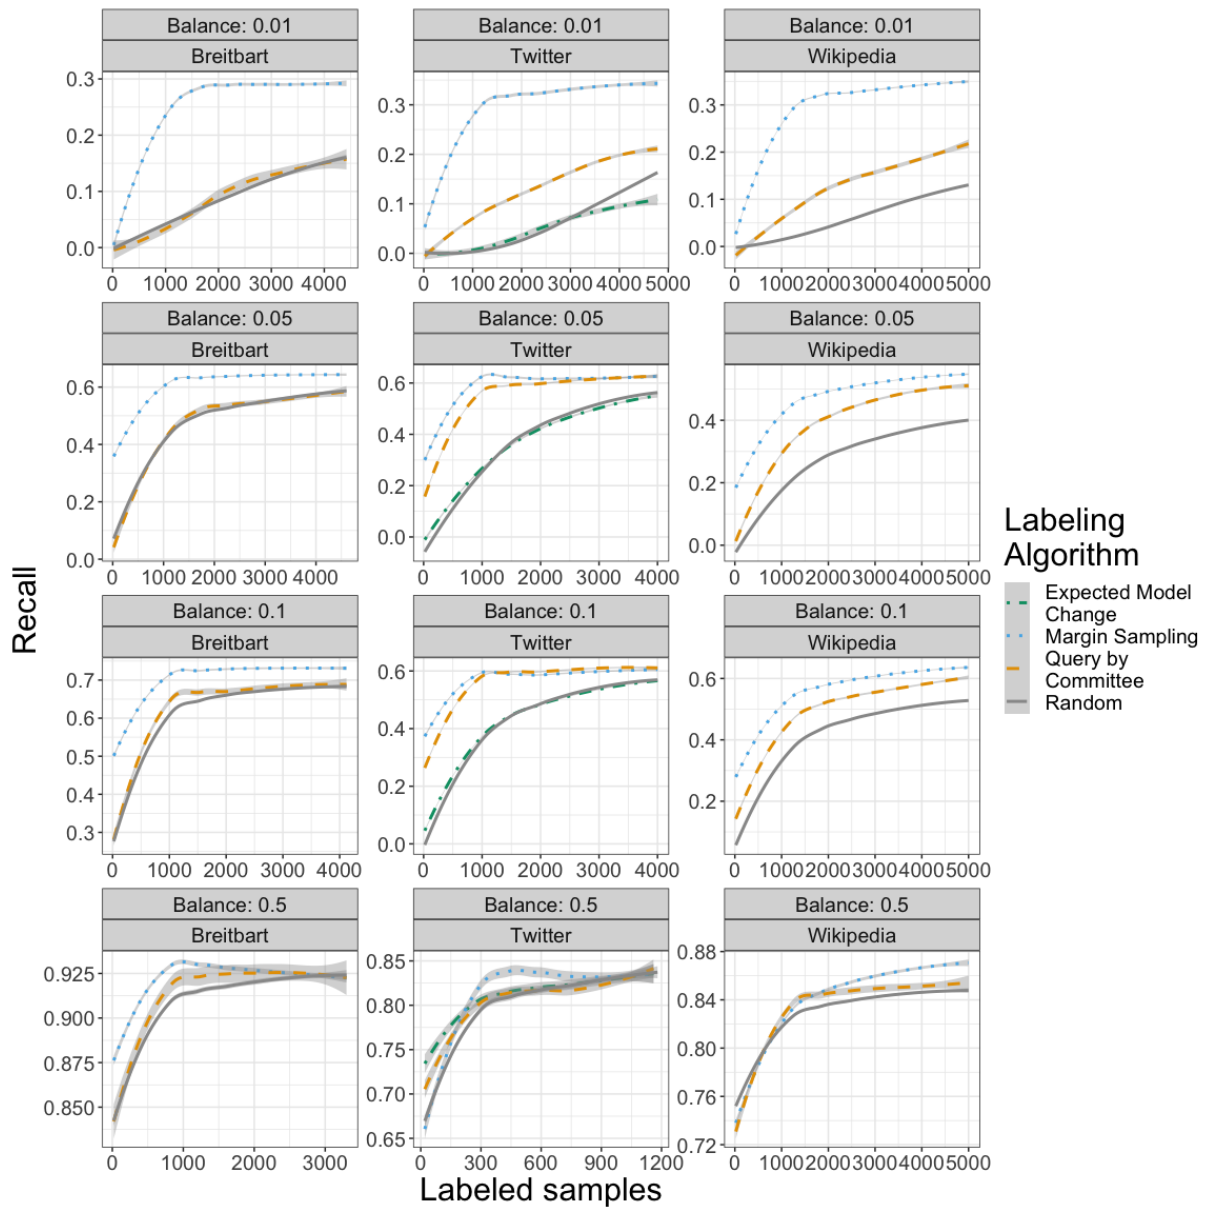 Balance: 0.01
Breitbart
0.3
0.2
0.1
0.0
0 1000 2000 3000 4000
Balance: 0.01
Twitter
0.3
0.2
0.1
0.0
0 1000 2000 3000 4000 5000
Balance: 0.01
Wikipedia
0.3
0.2
0.1
0.0
0 1000 2000 3000 4000 5000
Balance: 0.05
Breitbart
0.6
0.4
0.2
0.0
0 1000 2000 3000 4000
Balance: 0.05
Twitter
0.6
0.4
0.2
0.0
0 1000 2000 3000 4000
Balance: 0.05
Wikipedia
0.4
0.2
0.0
0 1000 2000 3000 4000 5000
Balance: 0.1
Breitbart
0.7
0.6
0.5
0.4
0.3
0 1000 2000 3000 4000
Balance: 0.1
Twitter
0.6
0.4
0.2
0.0
0 1000 2000 3000 4000
Balance: 0.1
Wikipedia
0.6
0.4
0.2
0 1000 2000 3000 4000 5000
Balance: 0.5
Breitbart
0.925
0.900
0.875
0.850
0 1000 2000 3000
Balance: 0.5
Twitter
0.85
0.80
0.75
0.70
0.65
0 300 600 900 1200
Balance: 0.5
Wikipedia
0.88
0.84
0.80
0.76
0.72
0 1000 2000 3000 4000 5000
Recall
Labeled samples
Labeling
Algorithm
Expected Model
Change
Margin Sampling
Query by
Committee
Random